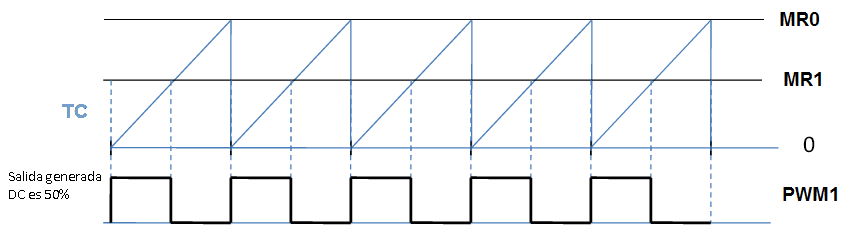 MR0
MR1
TC
0
Salida generada
DC es 50%
PWM1